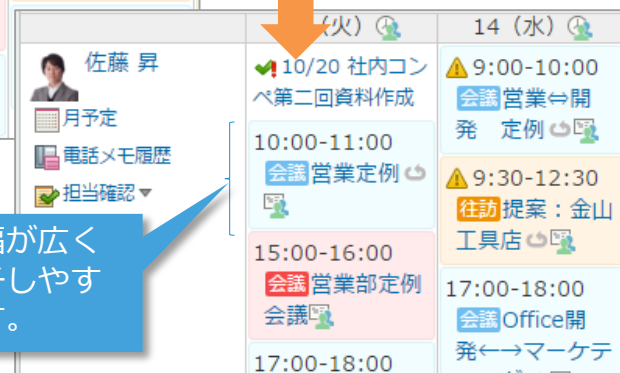 (火)
14（水）
佐藤 昇
月予定
電話メモ履歴
担当確認▼
10/20 社内コン
ペ第二回資料作成
10:00-11:00
会議 営業定例
15:00-16:00
会議 営業部定例
会議
17:00-18:00
9:00-10:00
会議 営業⇔開
発　定例
9:30-12:30
往訪 提案：金山
工具店
17:00-18:00
会議 Office開
発←→マーケテ
幅が広く
しやす
す。